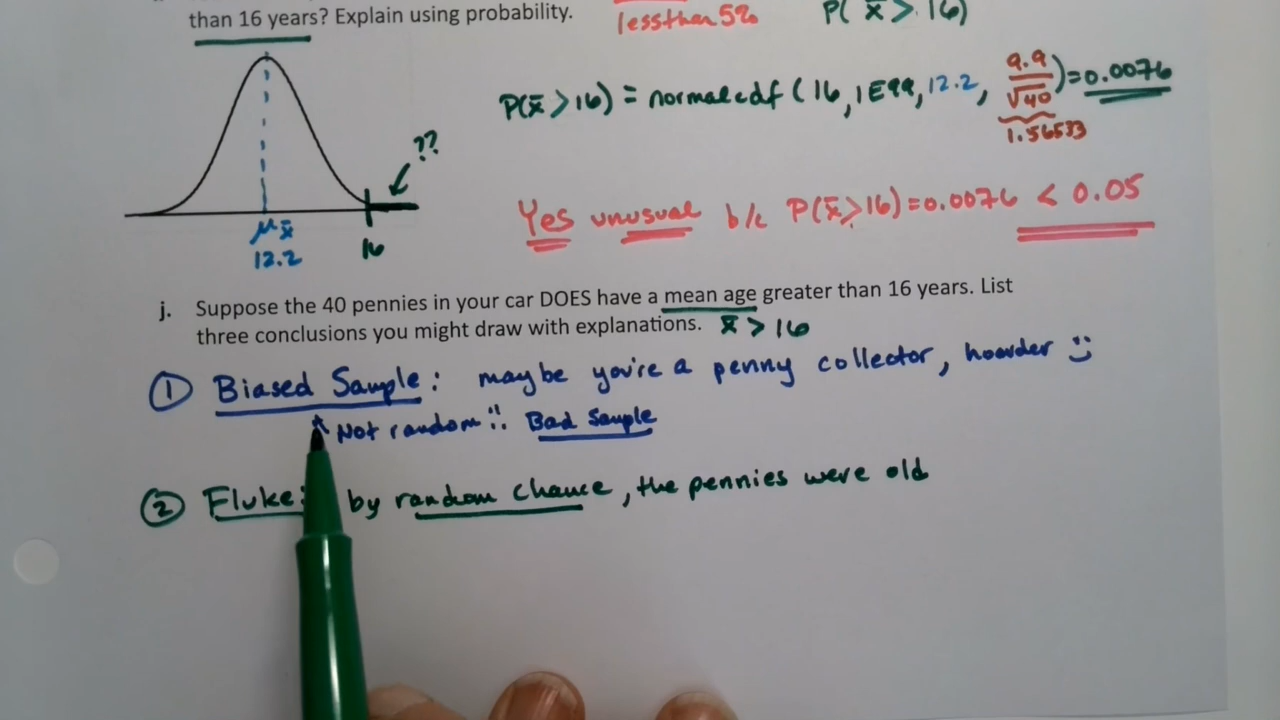 than 16 years? Explain using probability.
less than 5%
P( x̄ > 16)
P(x̄ > 16) = normalcdf (16, 1E99, 12.2, 9.9/√40) = 0.0076
1.56533
??
μx̄
12.2
16
Yes unusual b/c P(x̄ > 16) = 0.0076 < 0.05
j. Suppose the 40 pennies in your car DOES have a mean age greater than 16 years. List
three conclusions you might draw with explanations. x̄ > 16
① Biased Sample: maybe you're a penny collector, hoarder
Not random!! Bad Sample
② Fluke: by random chance, the pennies were old